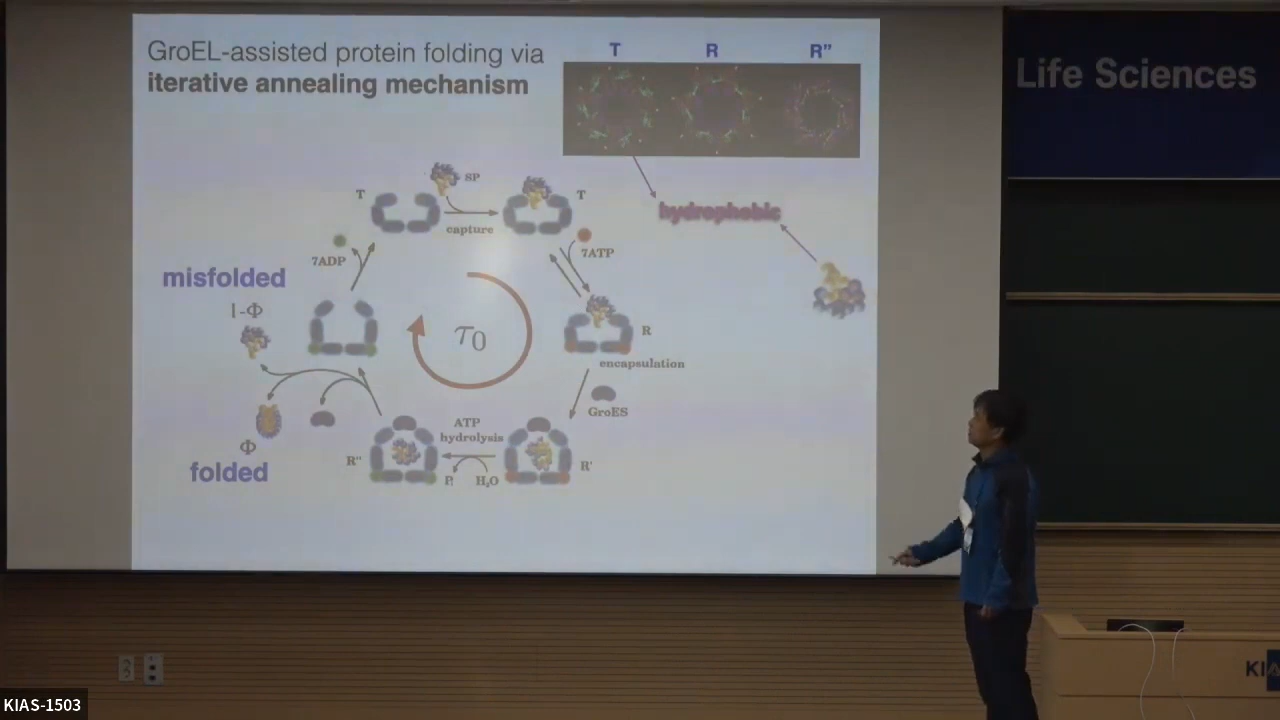 GroEL-assisted protein folding via
iterative annealing mechanism
T
R
R”
Life Sciences
hydrophobic
SP
T
T
capture
7ATP
7ADP
misfolded
1-Φ
τ0
R
encapsulation
GroES
ATP
hydrolysis
R"
R'
Pᵢ
H₂O
Φ
folded
KIAS-1503